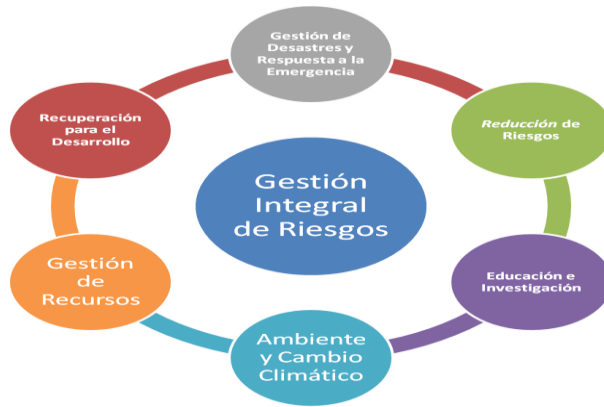 Gestión de
Desastres y
Respuesta a la
Emergencia
Recuperación
para el
Desarrollo
Reducción de
Riesgos
Gestión
Integral
de Riesgos
Gestión
de
Recursos
Educación e
Investigación
Ambiente
y Cambio
Climático